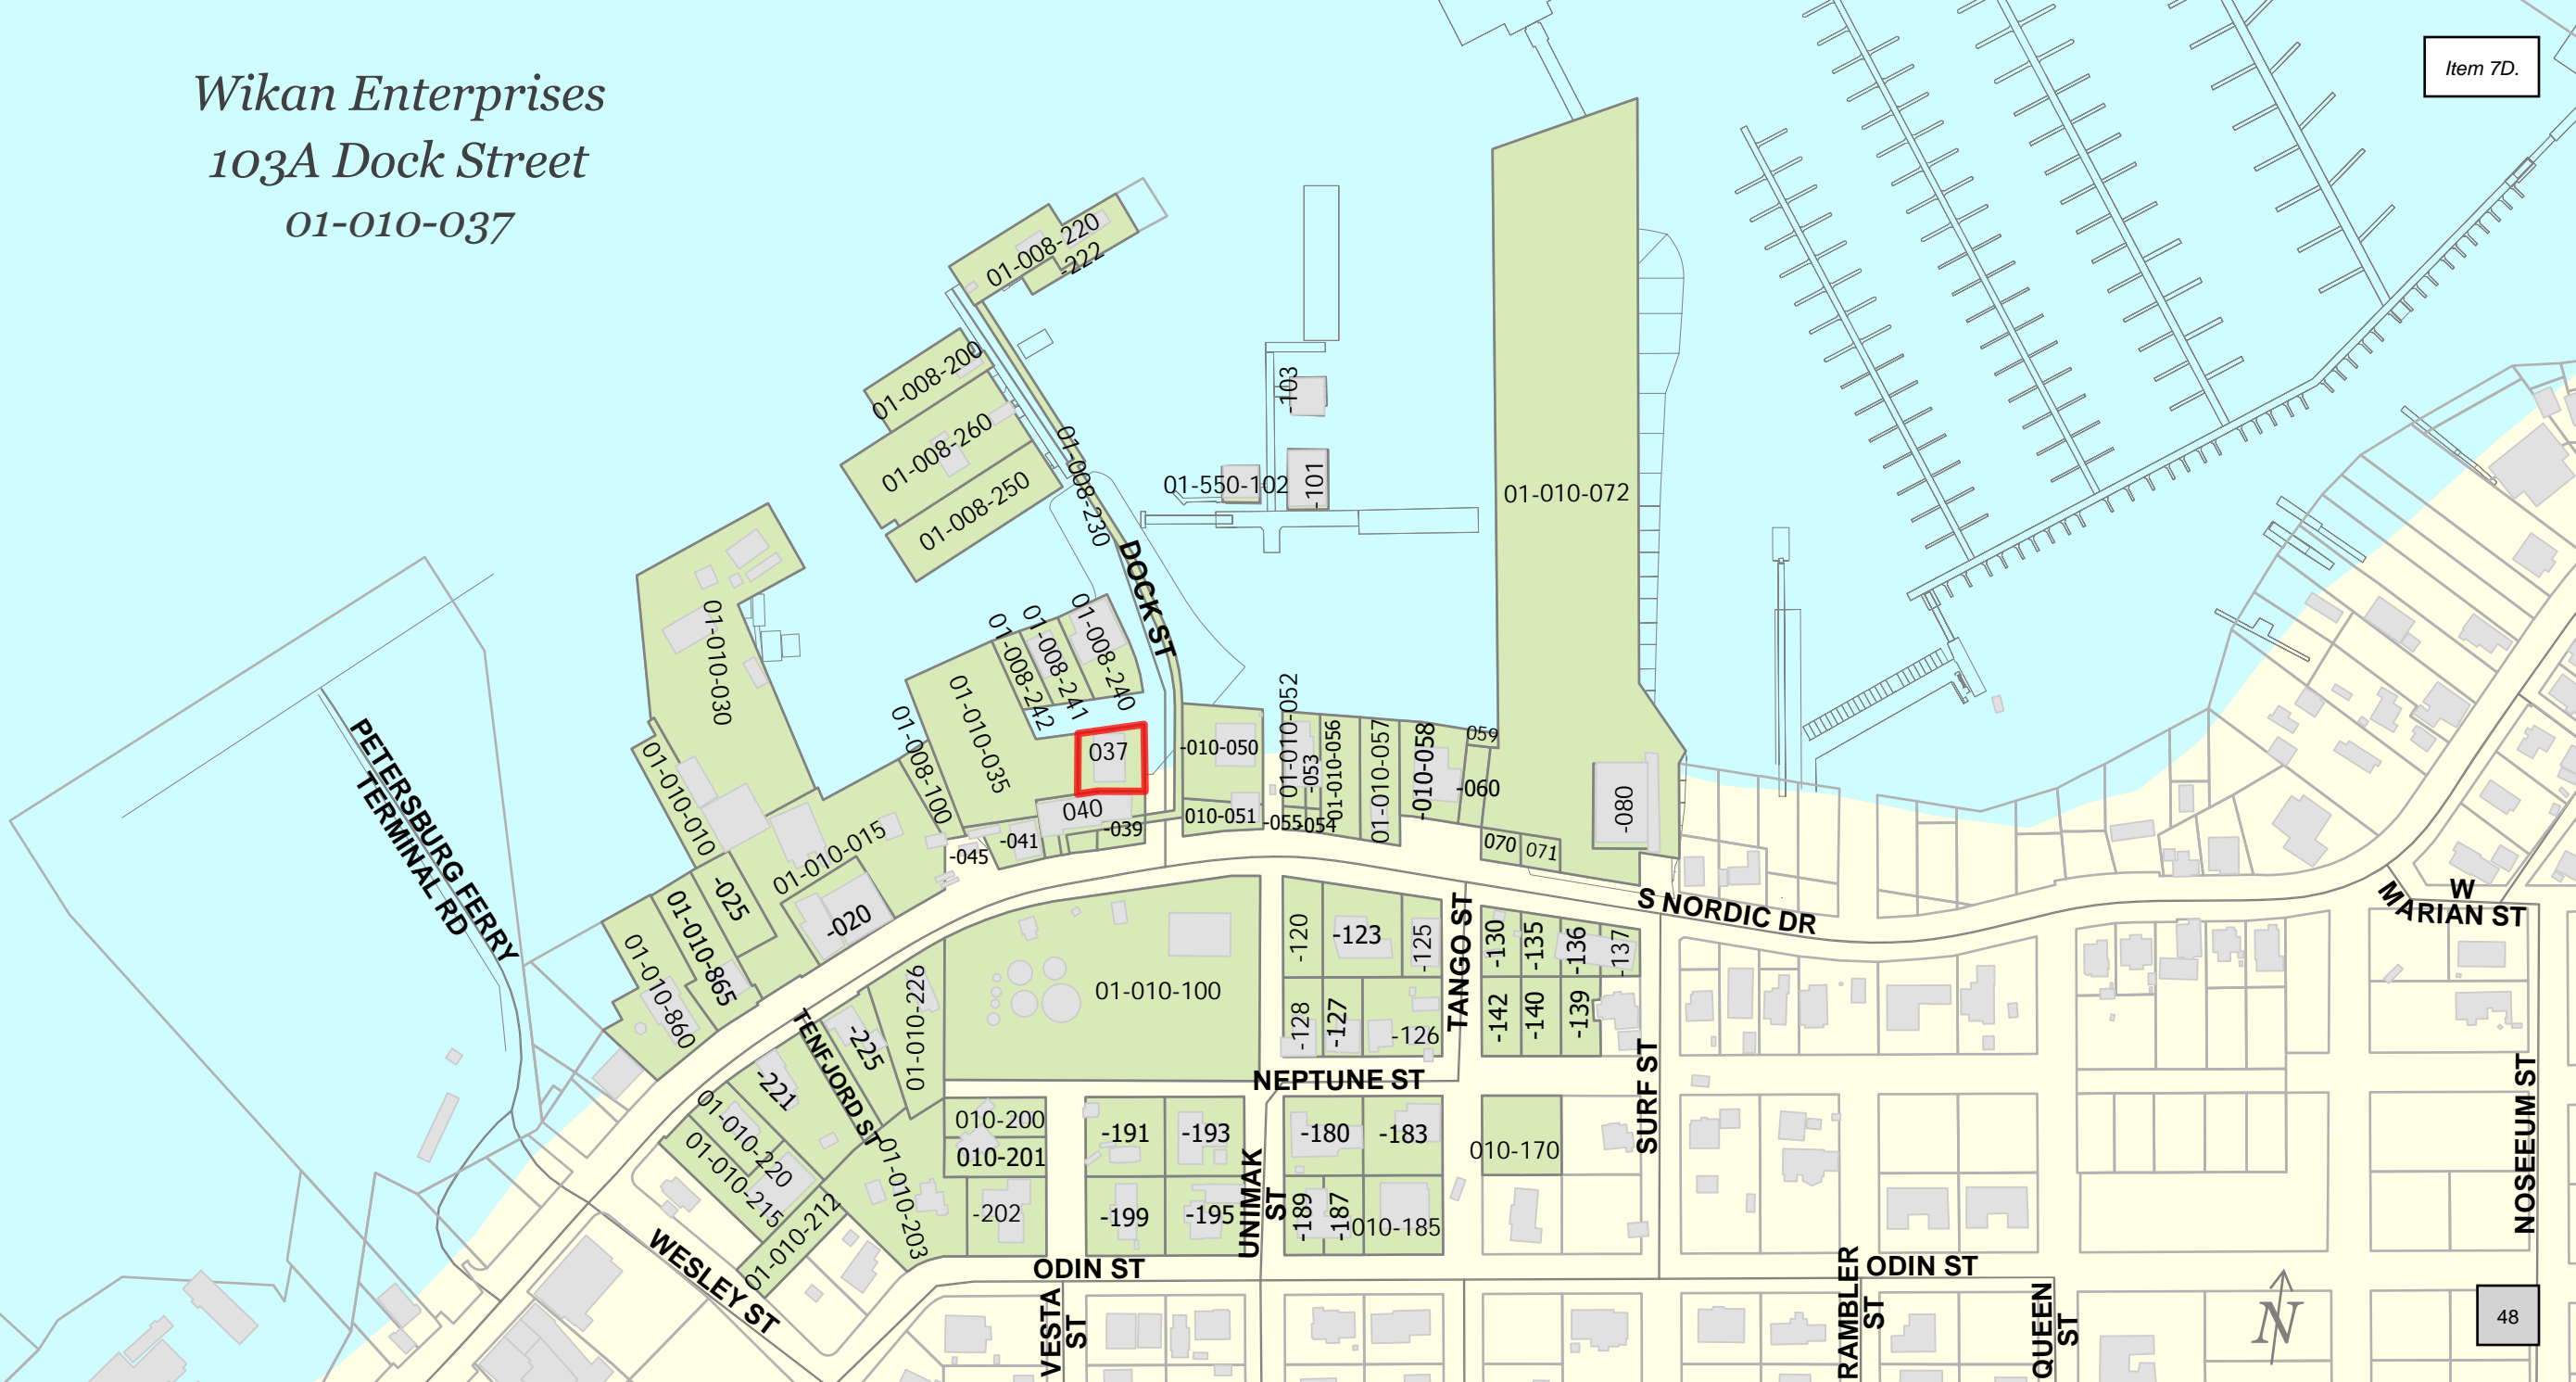 Wikan Enterprises
103A Dock Street
01-010-037
Item 7D.
01-008-220
-222
01-008-200
01-008-260
01-008-250
01-008-230
DOCK ST
-103
01-550-102
-101
01-010-072
01-010-030
01-010-010
01-008-242
01-008-241
01-008-240
01-010-035
01-008-100
037
040
-039
-041
-045
-010-050
010-051
01-010-052
-053
-055
-054
01-010-056
01-010-057
-010-058
059
-060
070
071
-080
PETERSBURG FERRY
TERMINAL RD
01-010-015
-020
-025
01-010-865
01-010-860
S NORDIC DR
W
MARIAN ST
01-010-100
01-010-226
-225
TENFJORD ST
-221
01-010-220
01-010-215
01-010-212
01-010-203
-120
-123
-125
-128
-127
-126
TANGO ST
-130
-135
-136
-137
-142
-140
-139
NEPTUNE ST
SURF ST
NOSEEUM ST
010-200
010-201
-202
-191
-193
-199
-195
UNIMAK
ST
-180
-183
-189
-187
010-185
010-170
WESLEY ST
ODIN ST
ODIN ST
VESTA
ST
RAMBLER
ST
QUEEN
ST
N
48